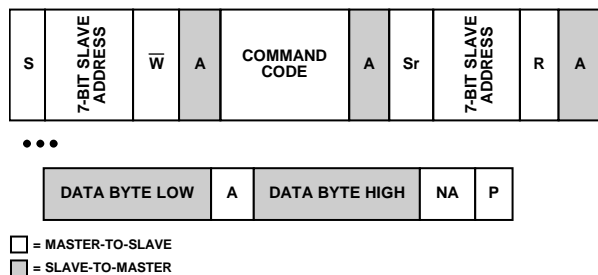 S 7-BIT SLAVE ADDRESS W̅ A COMMAND CODE A Sr 7-BIT SLAVE ADDRESS R A
•••
DATA BYTE LOW A DATA BYTE HIGH NA P
= MASTER-TO-SLAVE
= SLAVE-TO-MASTER